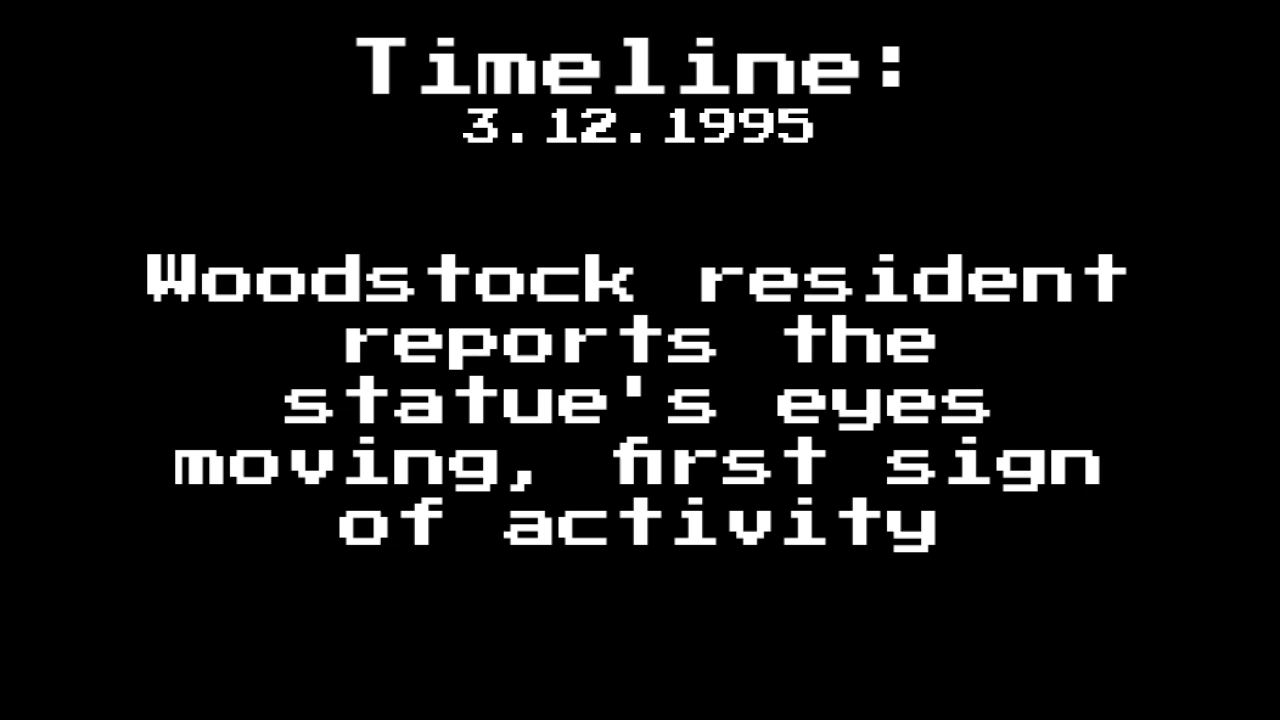 Timeline:
3.12.1995
Woodstock resident
reports the
statue's eyes
moving, first sign
of activity